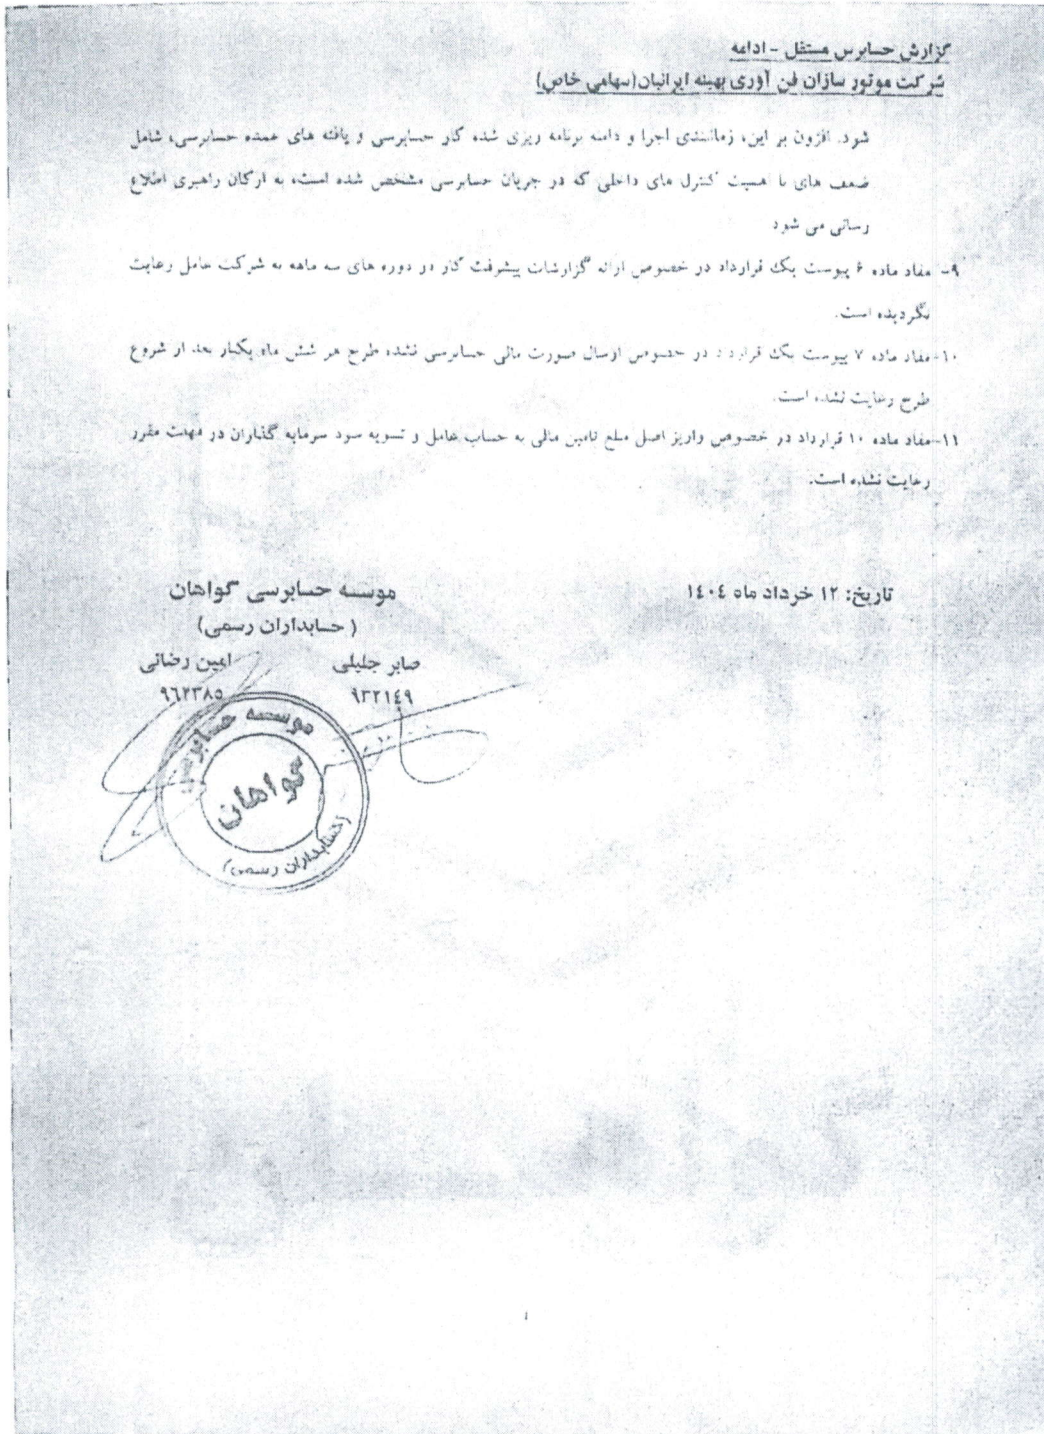 گزارش حسابرس مستقل - ادامه
شرکت موتور سازان فن آوری بهینه ایرانیان(سهامی خاص)
شود. افزون بر این، زمانبندی اجرا و دامنه برنامه ریزی شده کار حسابرسی و یافته های عمده حسابرسی، شامل
ضعف های با همیت کنترل های داخلی که در جریان حسابرسی مشخص شده است، به ارکان راهبری اطلاع
رسانی می شود
۹- مفاد ماده ۶ پیوست یک قرارداد در خصوص ارائه گزارشات پیشرفت کار در دوره های سه ماهه به شرکت عامل رعایت
نگردیده است.
۱۰-مفاد ماده ۷ پیوست یک قرارداد در خصوص ارسال صورت مالی حسابرسی نشده طرح هر شش ماه یکبار بعد از شروع
طرح رعایت نشده است.
۱۱-مفاد ماده ۱۰ قرارداد در خصوص واریز اصل مبلغ تامین مالی به حساب عامل و تسویه سود سرمایه گذاران در مهلت مقرر
رعایت نشده است.
تاریخ: ۱۲ خرداد ماه ۱۴۰۴
موسسه حسابرسی گواهان
(حسابداران رسمی)
صابر جلیلی امین رضائی
۹۳۲۱۴۹ ۹۶۲۳۸۵
موسسه حسابرسی
گواهان
(حسابداران رسمی)